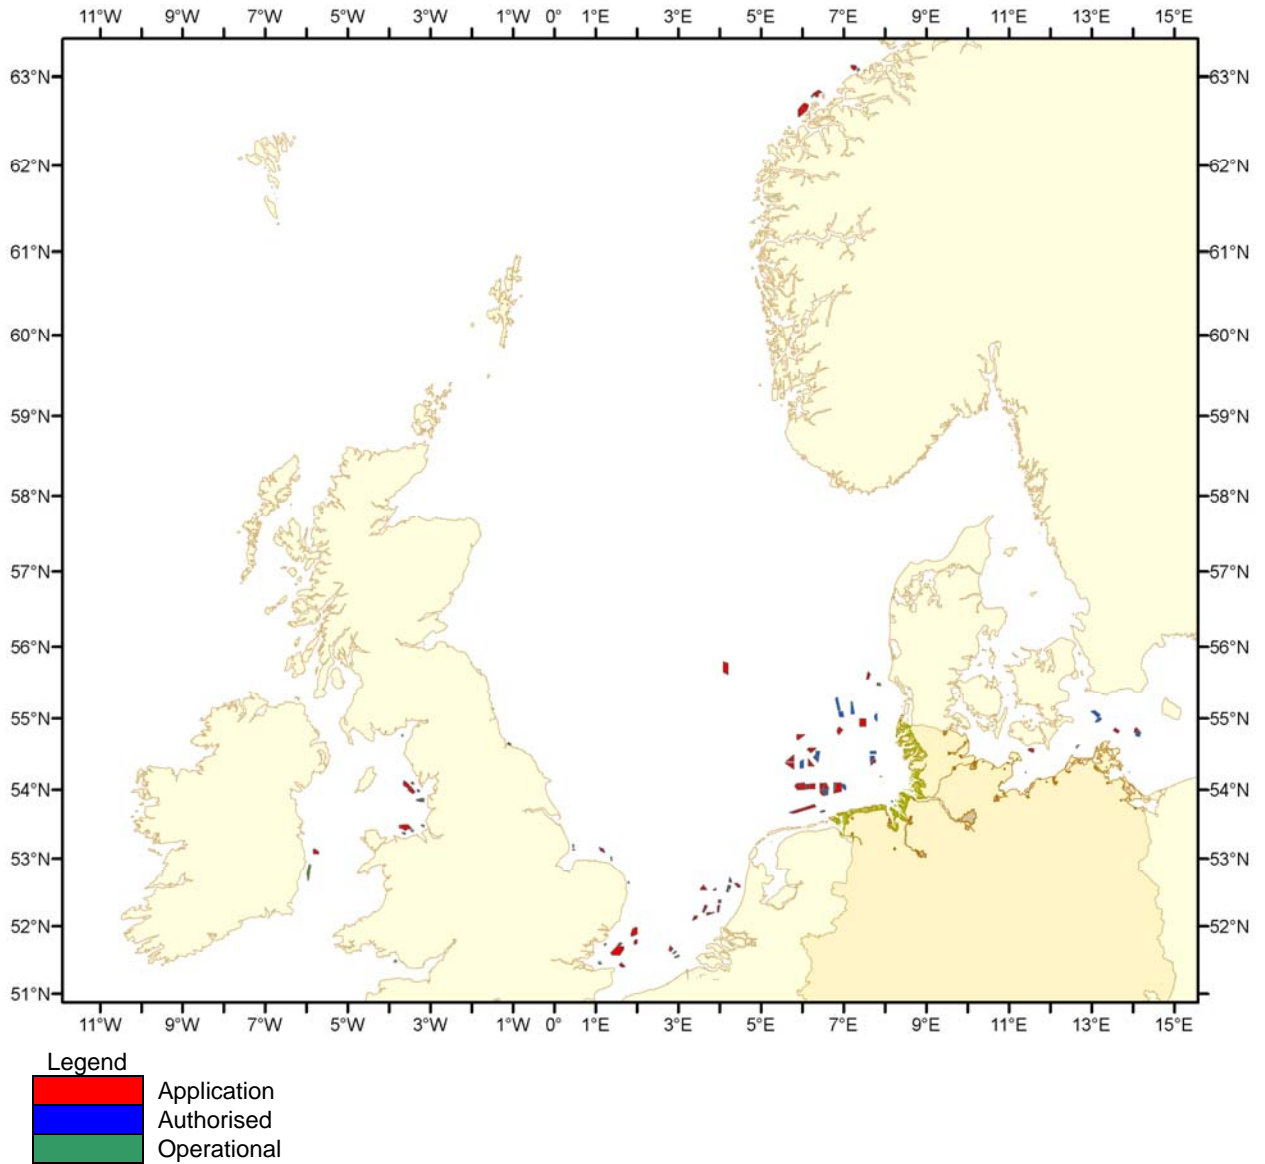 11°W 9°W 7°W 5°W 3°W 1°W 0° 1°E 3°E 5°E 7°E 9°E 11°E 13°E 15°E
63°N 63°N
62°N 62°N
61°N 61°N
60°N 60°N
59°N 59°N
58°N 58°N
57°N 57°N
56°N 56°N
55°N 55°N
54°N 54°N
53°N 53°N
52°N 52°N
51°N
11°W 9°W 7°W 5°W 3°W 1°W 0° 1°E 3°E 5°E 7°E 9°E 11°E 13°E 15°E
Legend
Application
Authorised
Operational